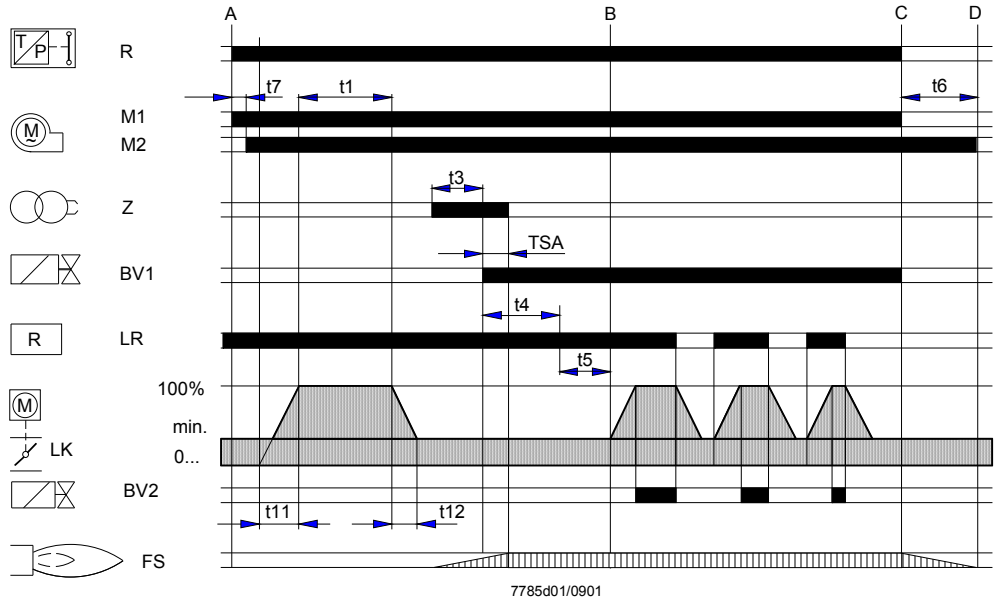 A B C D
T/P R
t7 t1 t6
M1
M ~
M2
t3
Z
TSA
BV1
t4
R LR
t5
100%
M
min.
LK
0...
BV2
t11 t12
FS
7785d01/0901